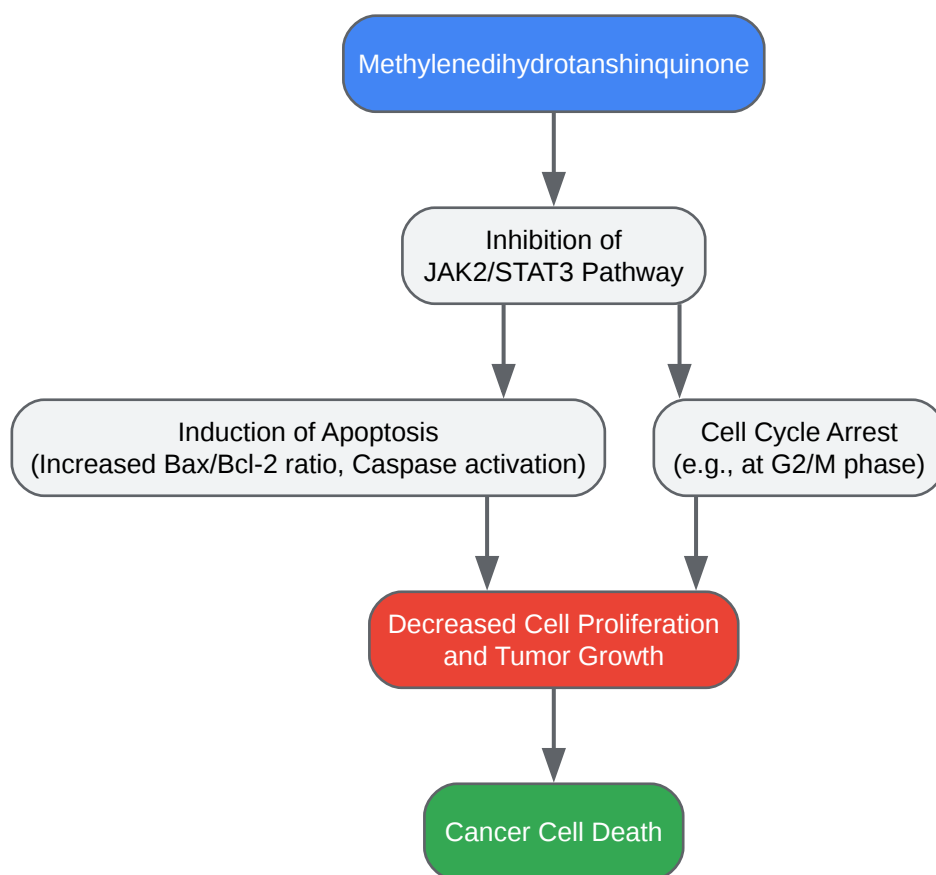 Methylenedihydrotanshinquinone
Inhibition of
JAK2/STAT3 Pathway
Induction of Apoptosis
(Increased Bax/Bcl-2 ratio, Caspase activation)
Cell Cycle Arrest
(e.g., at G2/M phase)
Decreased Cell Proliferation
and Tumor Growth
Cancer Cell Death